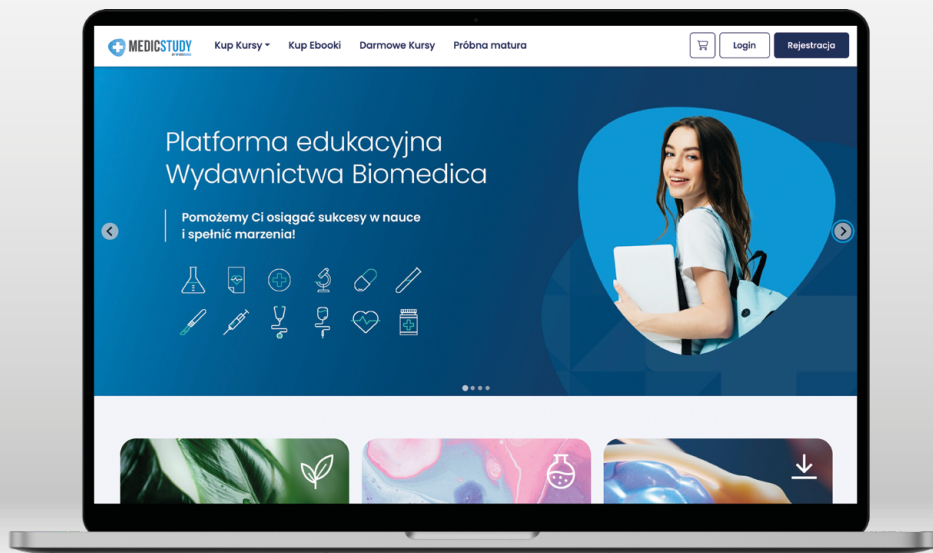 MEDICSTUDY
Kup Kursy
Kup Ebooki
Darmowe Kursy
Próbna matura
Login
Rejestracja
Platforma edukacyjna
Wydawnictwa Biomedica
Pomożemy Ci osiągać sukcesy w nauce
i spełnić marzenia!